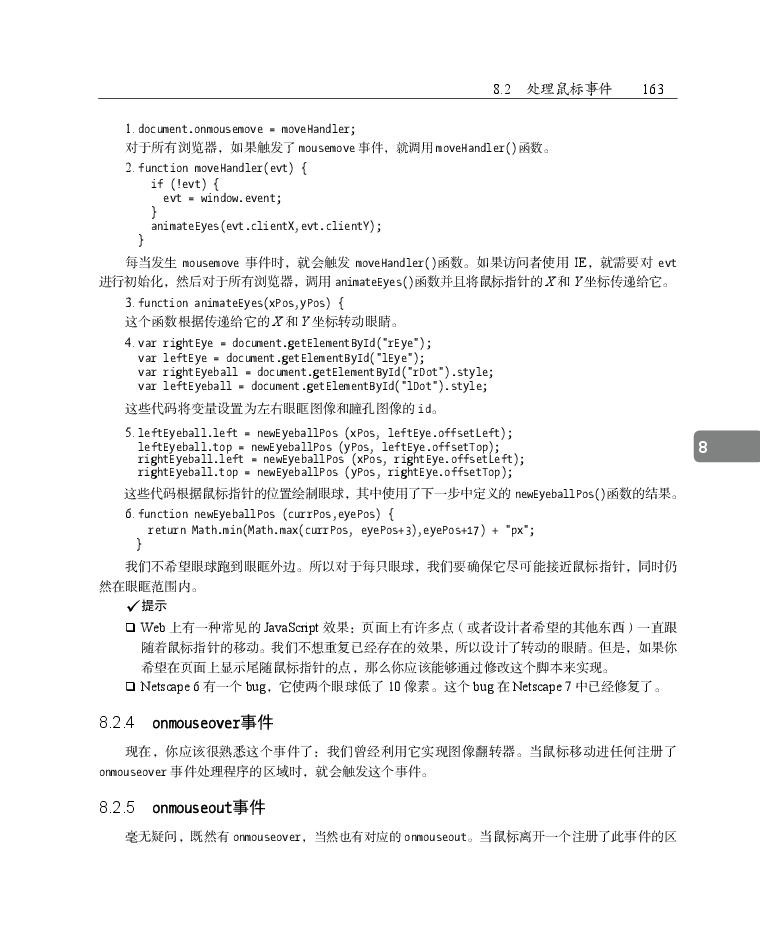 8.2 处理鼠标事件 163
1. document.onmousemove = moveHandler;
对于所有浏览器，如果触发了 mousemove 事件，就调用 moveHandler()函数。
2. function moveHandler(evt) {
if (!evt) {
evt = window.event;
}
animateEyes(evt.clientX,evt.clientY);
}
每当发生 mousemove 事件时，就会触发 moveHandler()函数。如果访问者使用 IE，就需要对 evt
进行初始化，然后对于所有浏览器，调用 animateEyes()函数并且将鼠标指针的 X 和 Y 坐标传递给它。
3. function animateEyes(xPos,yPos) {
这个函数根据传递给它的 X 和 Y 坐标转动眼睛。
4. var rightEye = document.getElementById("rEye");
var leftEye = document.getElementById("lEye");
var rightEyeball = document.getElementById("rDot").style;
var leftEyeball = document.getElementById("lDot").style;
这些代码将变量设置为左右眼眶图像和瞳孔图像的 id。
5. leftEyeball.left = newEyeballPos (xPos, leftEye.offsetLeft);
leftEyeball.top = newEyeballPos (yPos, leftEye.offsetTop);
rightEyeball.left = newEyeballPos (xPos, rightEye.offsetLeft);
rightEyeball.top = newEyeballPos (yPos, rightEye.offsetTop);
8
这些代码根据鼠标指针的位置绘制眼球，其中使用了下一步中定义的 newEyeballPos()函数的结果。
6. function newEyeballPos (currPos,eyePos) {
return Math.min(Math.max(currPos, eyePos+3),eyePos+17) + "px";
}
我们不希望眼球跑到眼眶外边。所以对于每只眼球，我们要确保它尽可能接近鼠标指针，同时仍
然在眼眶范围内。
✓提示
❑ Web 上有一种常见的 JavaScript 效果：页面上有许多点（或者设计者希望的其他东西）一直跟
随着鼠标指针的移动。我们不想重复已经存在的效果，所以设计了转动的眼睛。但是，如果你
希望在页面上显示尾随鼠标指针的点，那么你应该能够通过修改这个脚本来实现。
❑ Netscape 6 有一个 bug，它使两个眼球低了 10 像素。这个 bug 在 Netscape 7 中已经修复了。
8.2.4 onmouseover事件
现在，你应该很熟悉这个事件了：我们曾经利用它实现图像翻转器。当鼠标移动进任何注册了
onmouseover 事件处理程序的区域时，就会触发这个事件。
8.2.5 onmouseout事件
毫无疑问，既然有 onmouseover，当然也有对应的 onmouseout。当鼠标离开一个注册了此事件的区